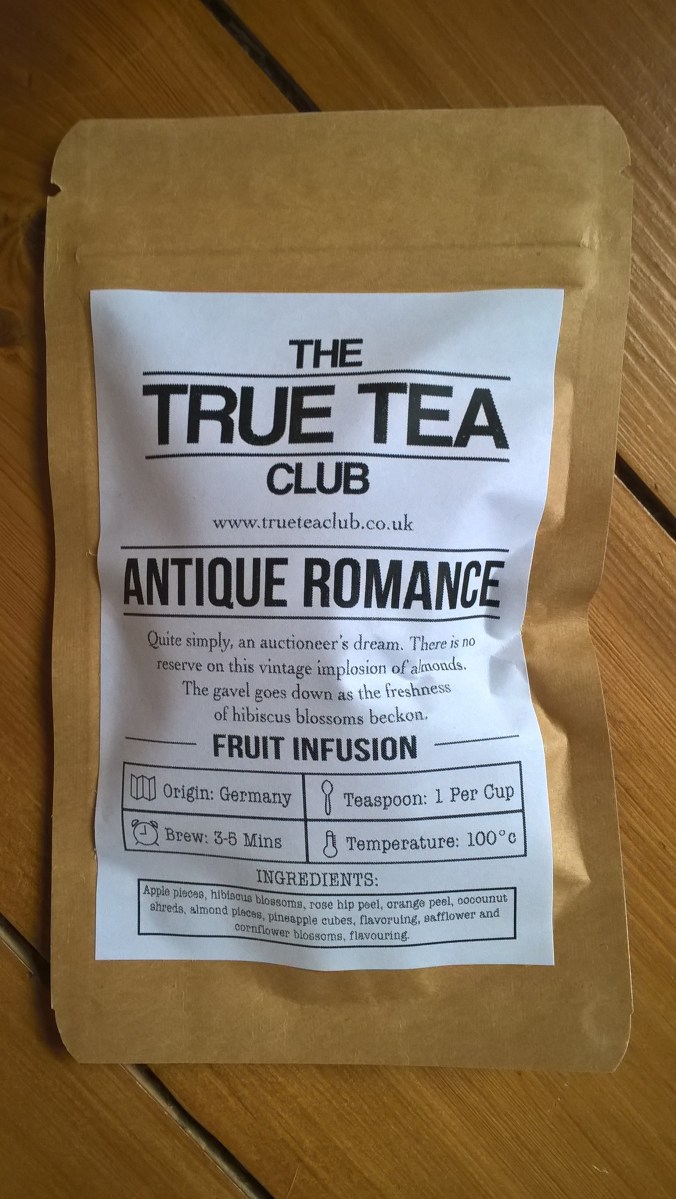 THE
TRUE TEA
CLUB
www.trueteaclub.co.uk
ANTIQUE ROMANCE
Quite simply, an auctioneer's dream. There is no
reserve on this vintage implosion of almonds.
The gavel goes down as the freshness
of hibiscus blossoms beckon.
FRUIT INFUSION
Origin: Germany
Teaspoon: 1 Per Cup
Brew: 3-5 Mins
Temperature: 100°c
INGREDIENTS:
Apple pieces, hibiscus blossoms, rose hip peel, orange peel, cocounut
shreds, almond pieces, pineapple cubes, flavoruing, safflower and
cornflower blossoms, flavouring.